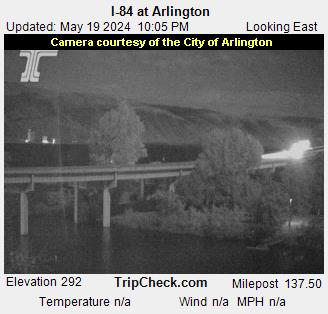 I-84 at Arlington
Updated: May 19 2024 10:05 PM Looking East
Camera courtesy of the City of Arlington
Elevation 292 TripCheck.com Milepost 137.50
Temperature n/a Wind n/a MPH n/a